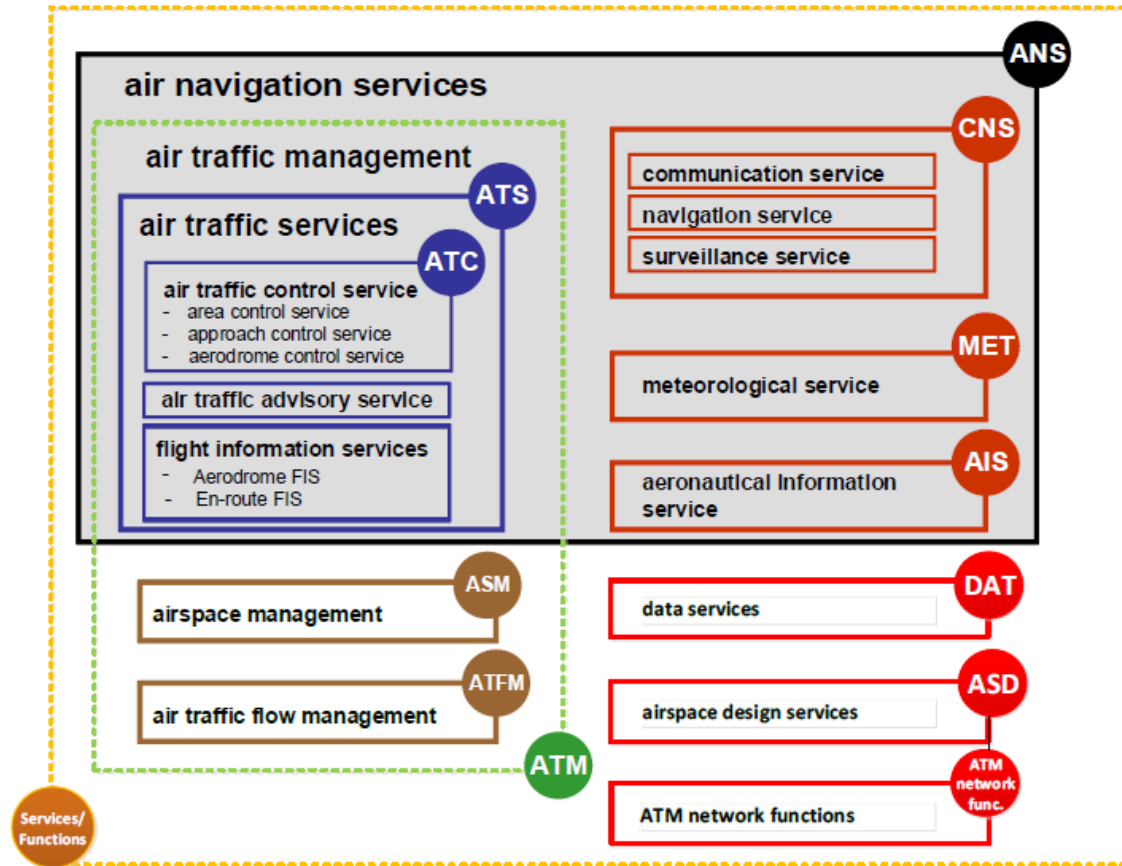 ANS
air navigation services
air traffic management
ATS
air traffic services
ATC
air traffic control service
- area control service
- approach control service
- aerodrome control service
air traffic advisory service
flight information services
- Aerodrome FIS
- En-route FIS
CNS
communication service
navigation service
surveillance service
MET
meteorological service
AIS
aeronautical information
service
ASM
airspace management
ATFM
air traffic flow management
ATM
DAT
data services
ASD
airspace design services
ATM
network
func.
ATM network functions
Services/
Functions